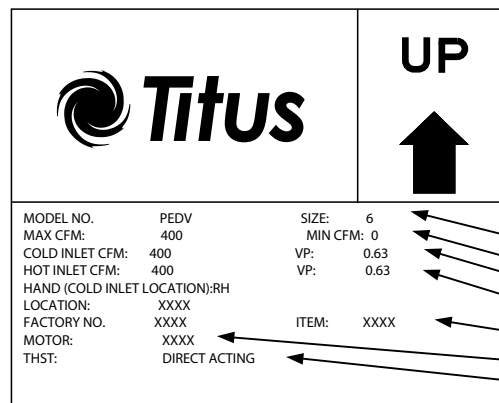 Titus
UP
MODEL NO. PEDV SIZE: 6
MAX CFM: 400 MIN CFM: 0
COLD INLET CFM: 400 VP: 0.63
HOT INLET CFM: 400 VP: 0.63
HAND (COLD INLET LOCATION):RH
LOCATION: XXXX
FACTORY NO. XXXX ITEM: XXXX
MOTOR: XXXX
THST: DIRECT ACTING